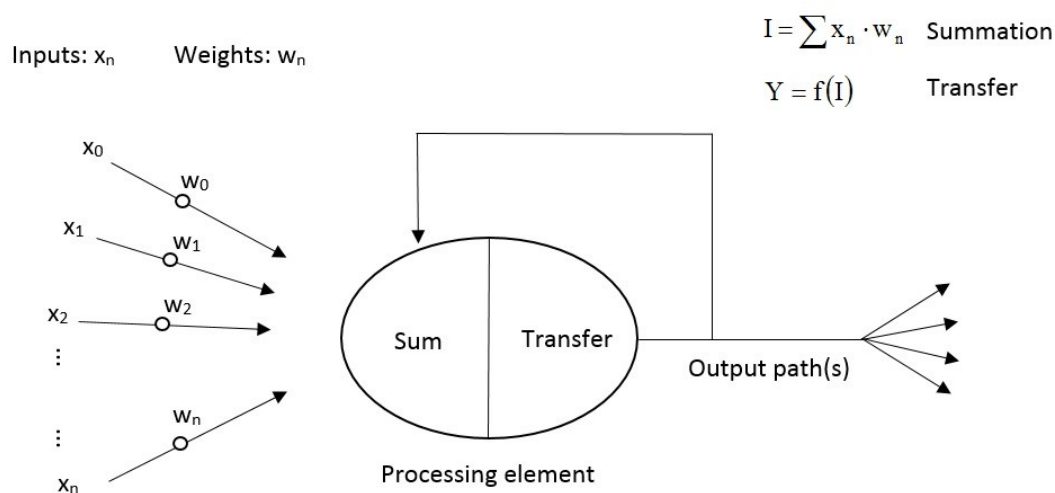 I = ∑ xₙ · wₙ Summation
Inputs: xₙ Weights: wₙ
Y = f(I) Transfer
x₀
w₀
x₁
w₁
x₂
w₂
⋮
Sum
Transfer
Output path(s)
wₙ
⋮
xₙ
Processing element